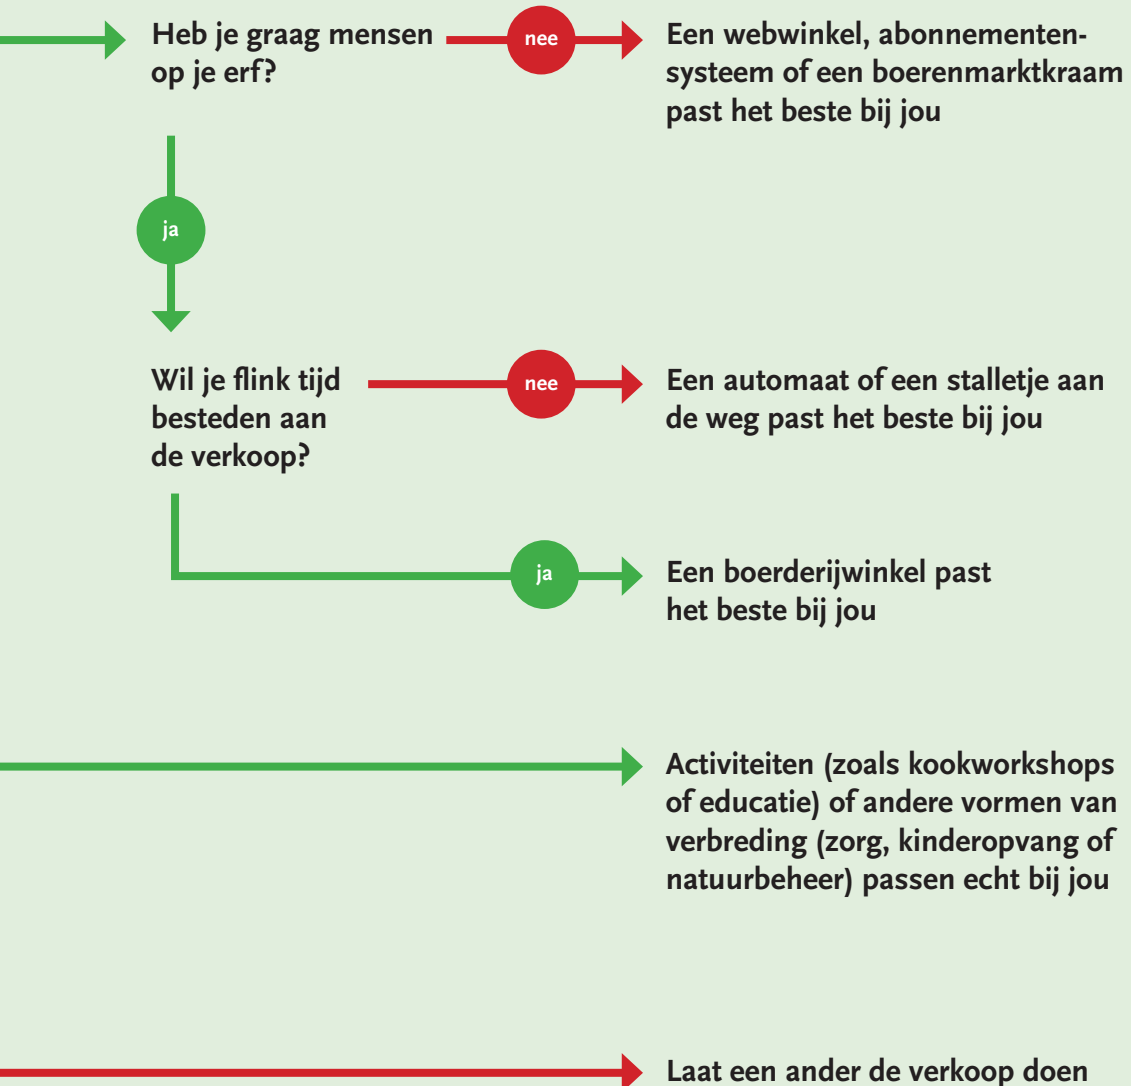 Heb je graag mensen
op je erf?
nee
Een webwinkel, abonnementen-
systeem of een boerenmarktkraam
past het beste bij jou
ja
Wil je flink tijd
besteden aan
de verkoop?
nee
Een automaat of een stalletje aan
de weg past het beste bij jou
ja
Een boerderijwinkel past
het beste bij jou
Activiteiten (zoals kookworkshops
of educatie) of andere vormen van
verbreding (zorg, kinderopvang of
natuurbeheer) passen echt bij jou
Laat een ander de verkoop doen